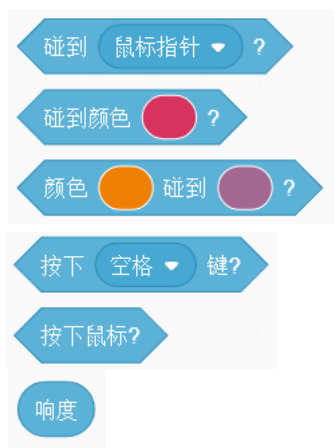 碰到 鼠标指针 ?
碰到颜色 ?
颜色 碰到 ?
按下 空格 键?
按下鼠标?
响度